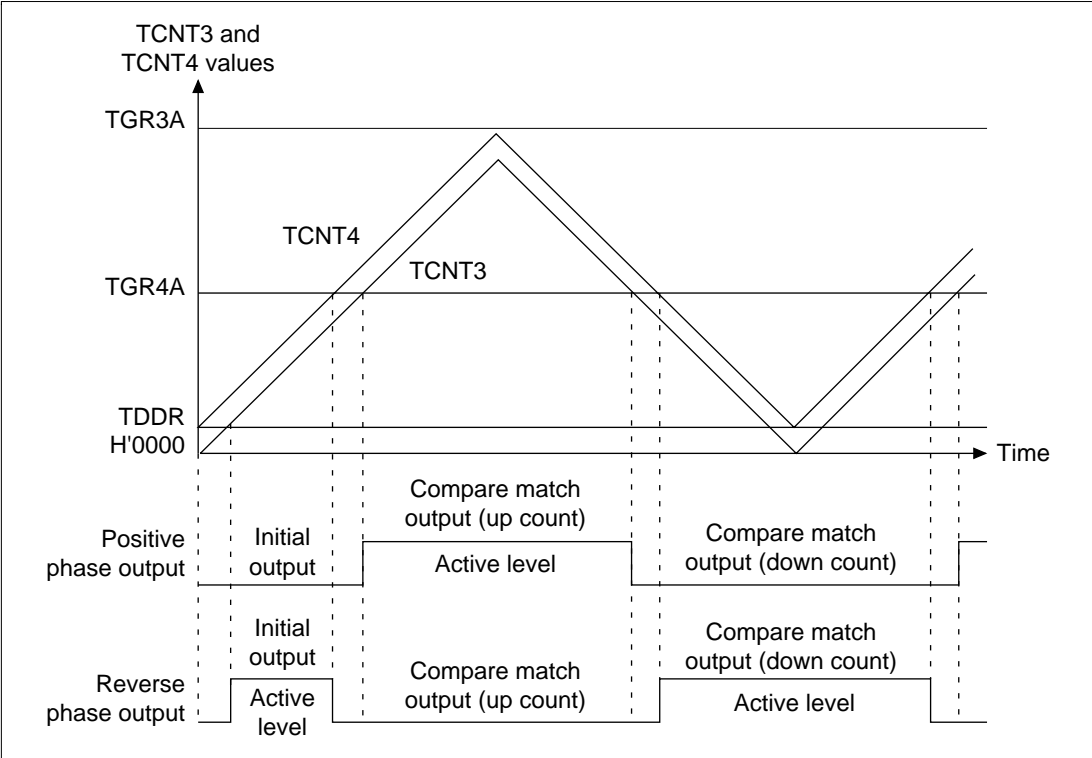 TCNT3 and
TCNT4 values
TGR3A
TCNT4
TCNT3
TGR4A
TDDR
H'0000
Time
Compare match
output (up count)
Positive
phase output
Initial
output
Active level
Compare match
output (down count)
Initial
output
Reverse
phase output
Active
level
Compare match
output (up count)
Compare match
output (down count)
Active level